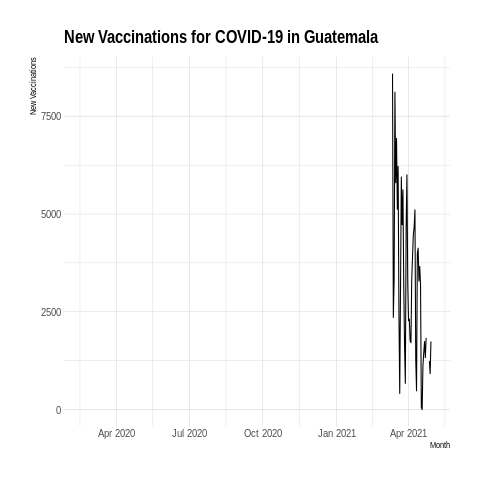 New Vaccinations for COVID-19 in Guatemala
New Vaccinations
7500
5000
2500
0
Apr 2020 Jul 2020 Oct 2020 Jan 2021 Apr 2021
Month